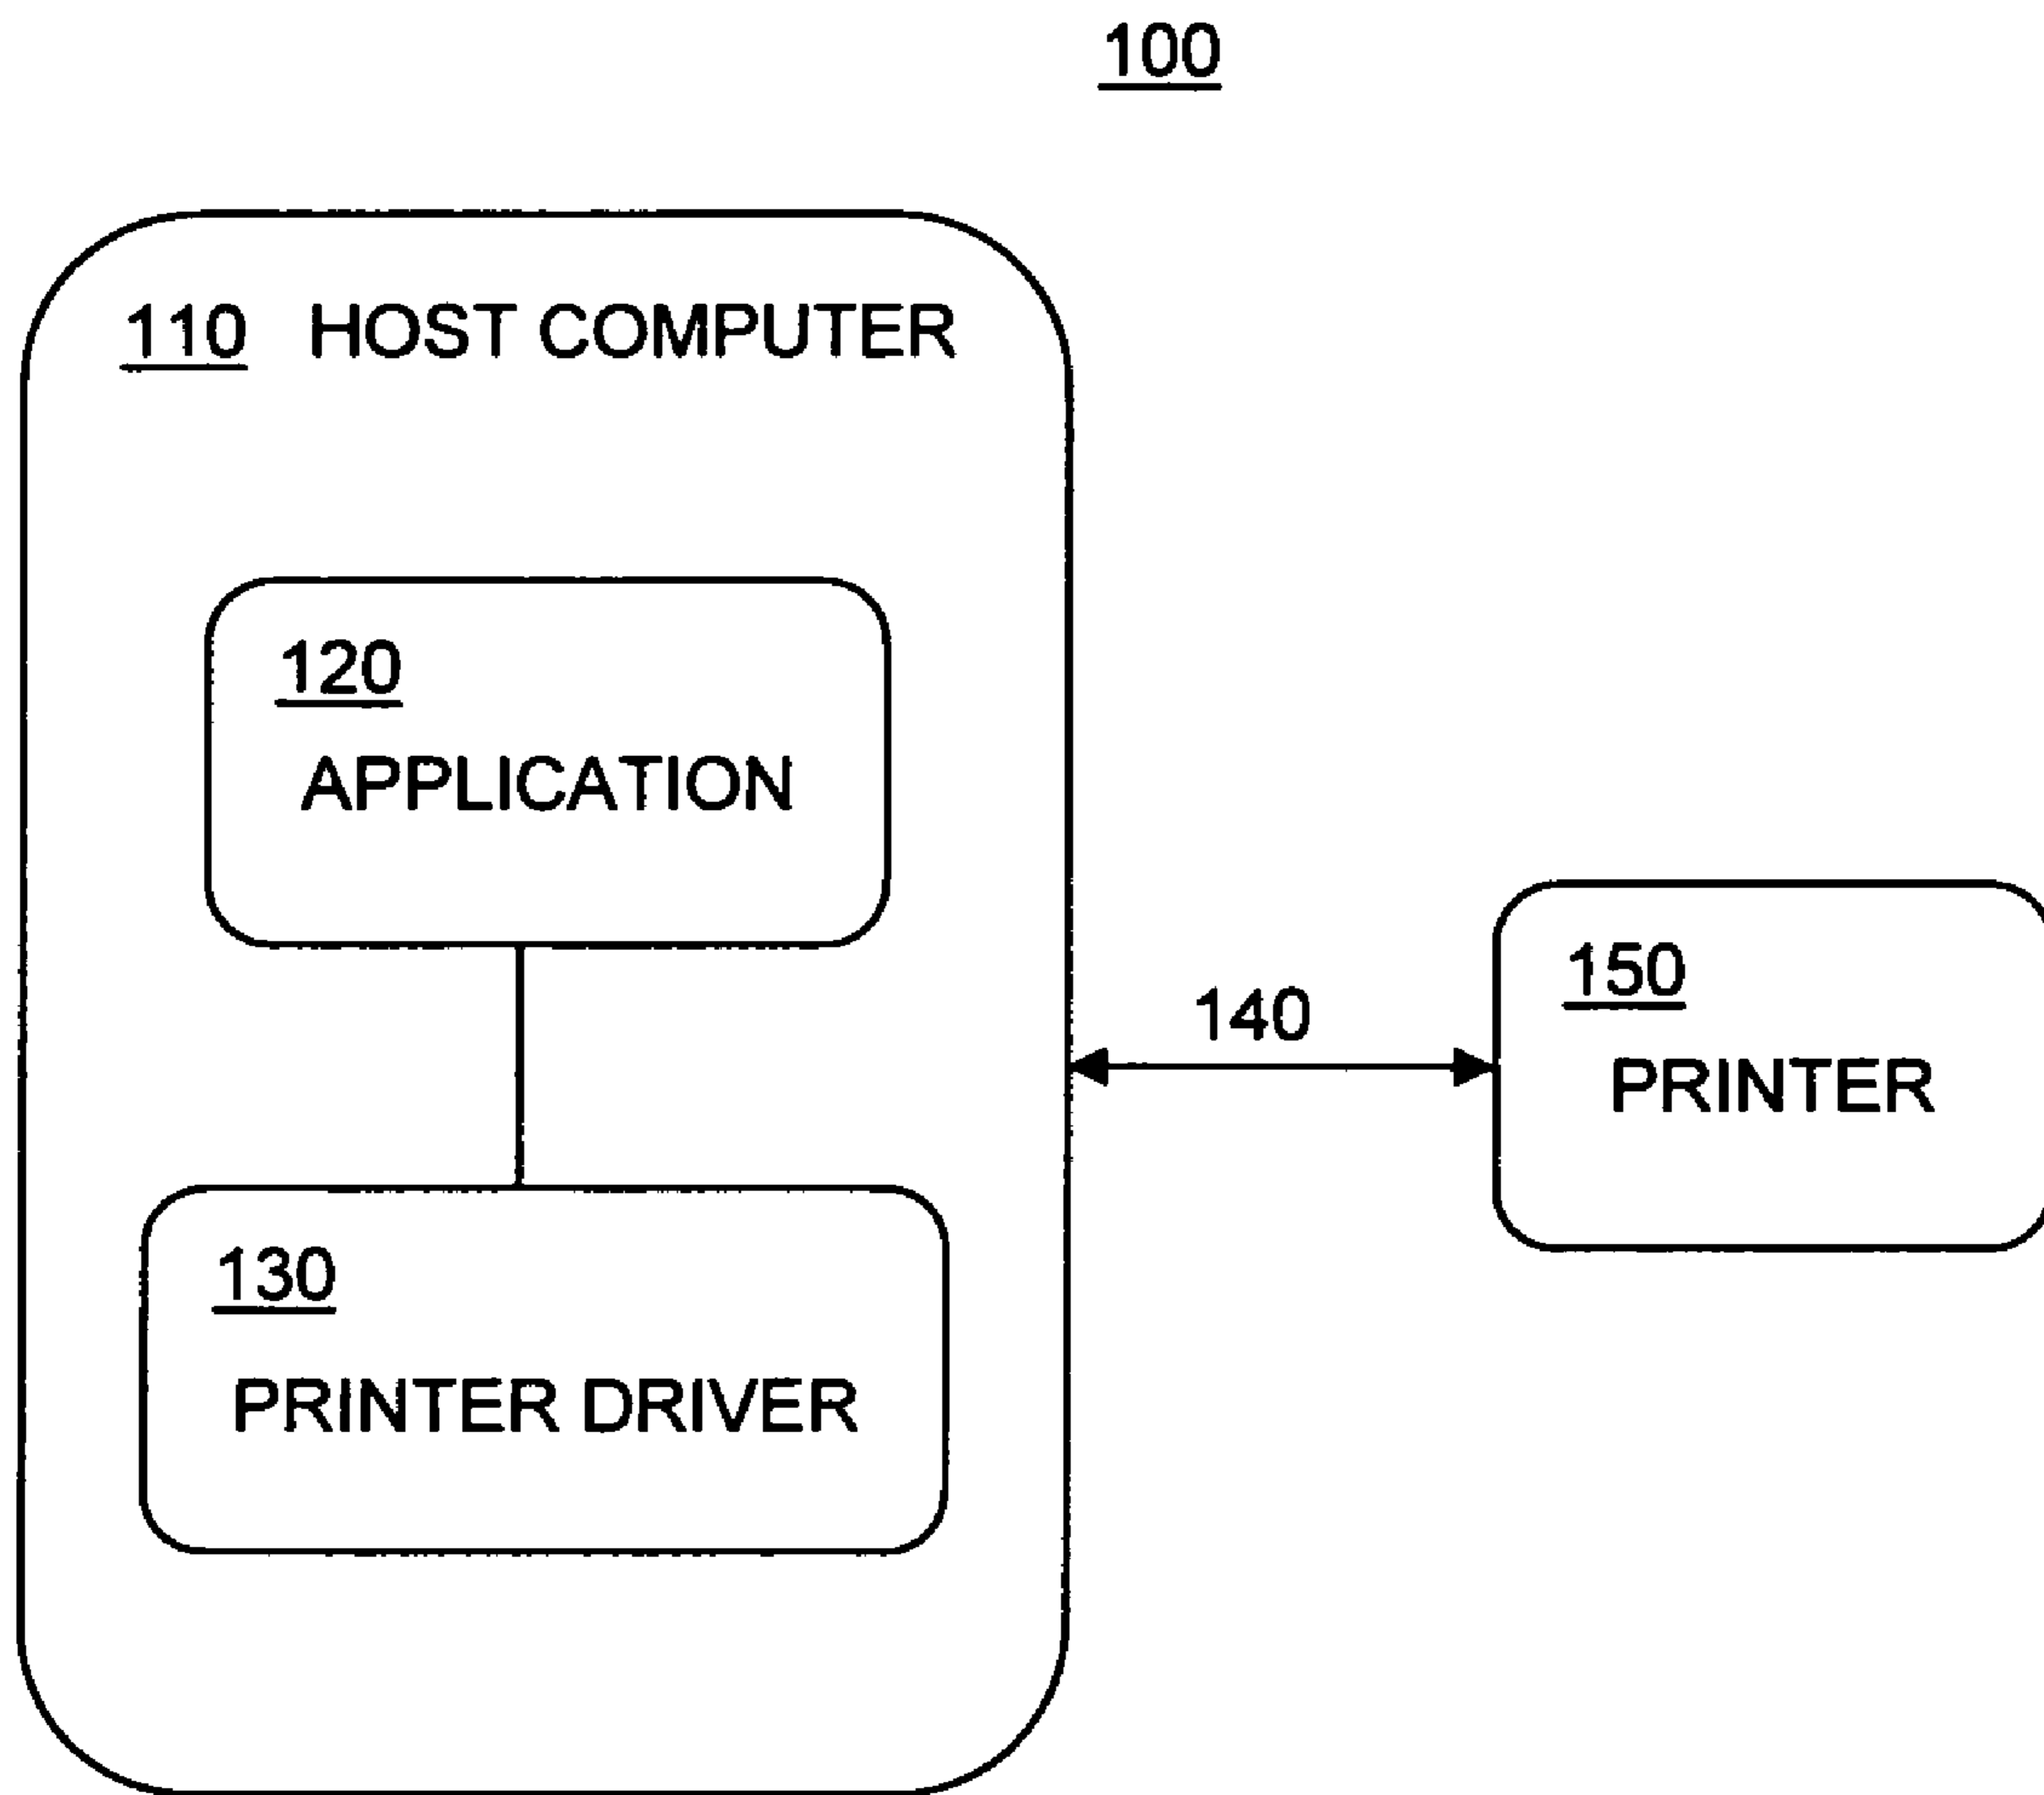 100
110 HOST COMPUTER
120
APPLICATION
140
150
PRINTER
130
PRINTER DRIVER